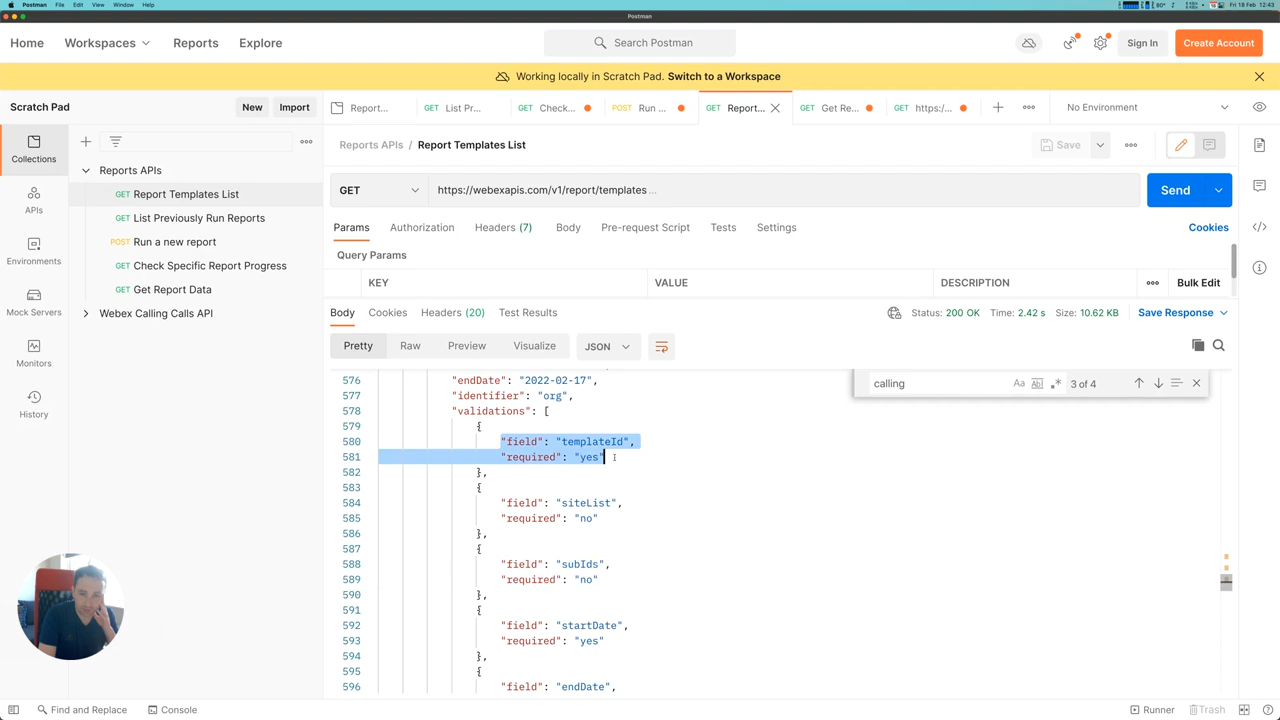 Postman File Edit View Window Help
Fri 18 Feb 12:43
Postman
Home Workspaces Reports Explore
Search Postman
Sign In Create Account
Working locally in Scratch Pad. Switch to a Workspace
Scratch Pad New Import
Report... GET List Pr... GET Check... POST Run ... GET Report... GET Get Re... GET https:/... No Environment
Collections
APIs
Environments
Mock Servers
Monitors
History
Reports APIs
GET Report Templates List
GET List Previously Run Reports
POST Run a new report
GET Check Specific Report Progress
GET Get Report Data
Webex Calling Calls API
Reports APIs / Report Templates List
Save
GET https://webexapis.com/v1/report/templates ... Send
Params Authorization Headers (7) Body Pre-request Script Tests Settings Cookies
Query Params
KEY VALUE DESCRIPTION Bulk Edit
Body Cookies Headers (20) Test Results Status: 200 OK Time: 2.42 s Size: 10.62 KB Save Response
Pretty Raw Preview Visualize JSON
calling Aa Ab 3 of 4
576 "endDate": "2022-02-17",
577 "identifier": "org",
578 "validations": [
579 {
580 "field": "templateId",
581 "required": "yes"
582 },
583 {
584 "field": "siteList",
585 "required": "no"
586 },
587 {
588 "field": "subIds",
589 "required": "no"
590 },
591 {
592 "field": "startDate",
593 "required": "yes"
594 },
595 {
596 "field": "endDate",
Find and Replace Console Runner Trash